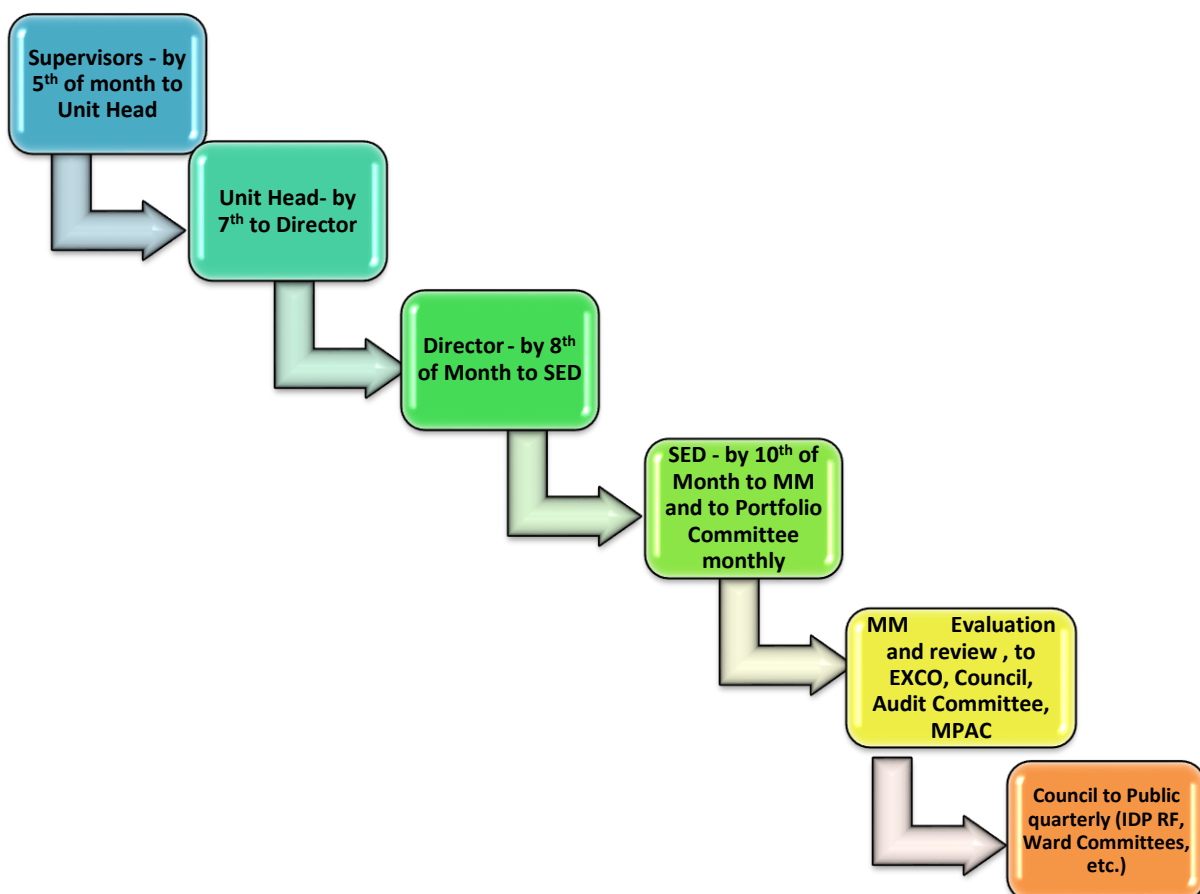 Supervisors - by
5th of month to
Unit Head
Unit Head- by
7th to Director
Director - by 8th
of Month to SED
SED - by 10th of
Month to MM
and to Portfolio
Committee
monthly
MM Evaluation
and review , to
EXCO, Council,
Audit Committee,
MPAC
Council to Public
quarterly (IDP RF,
Ward Committees,
etc.)